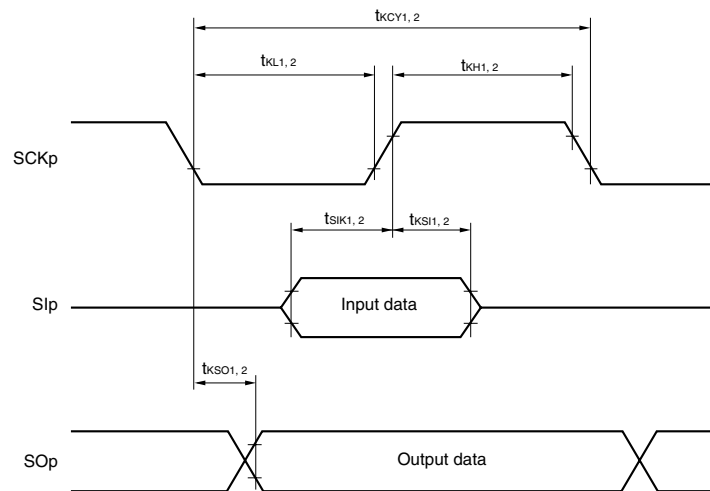 tKCY1, 2
tKL1, 2
tKH1, 2
SCKp
tSIK1, 2
tKSI1, 2
SIp
Input data
tKSO1, 2
SOp
Output data